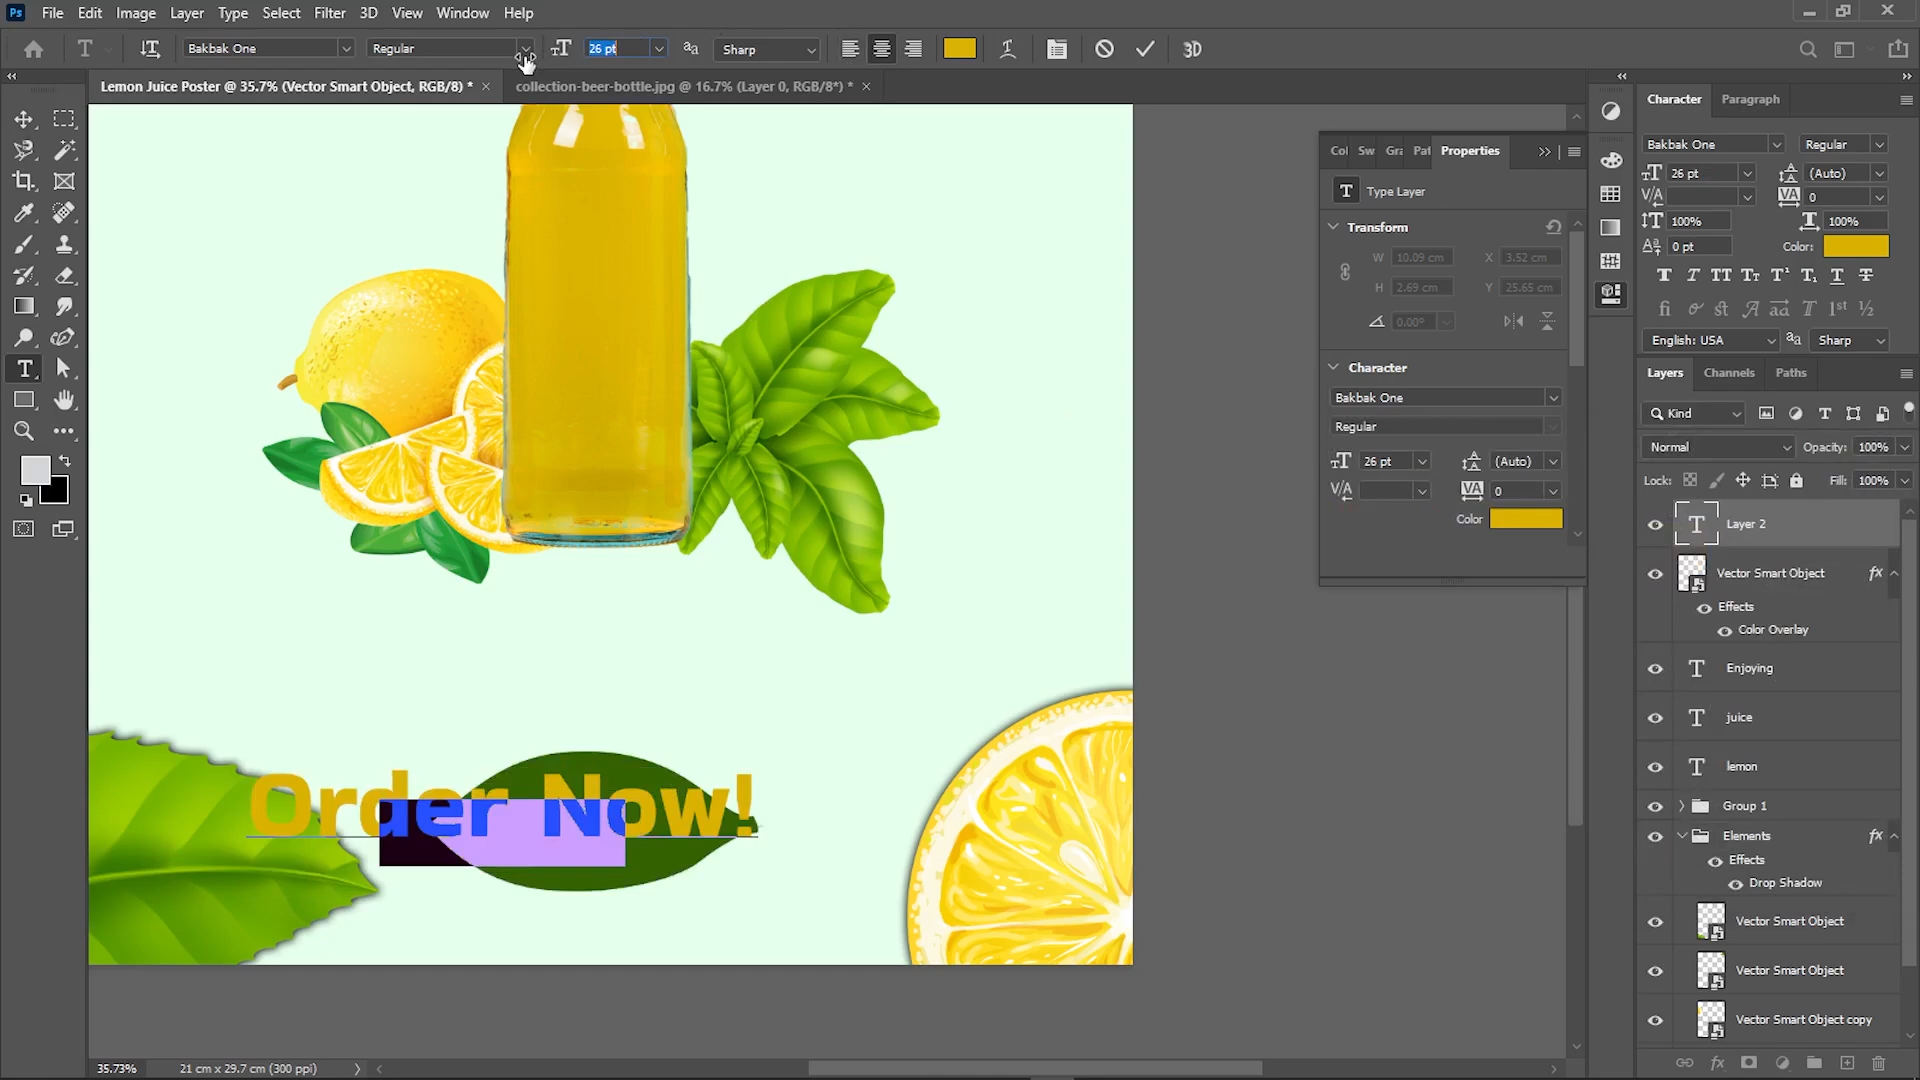 Ps File Edit Image Layer Type Select Filter 3D View Window Help
Bakbak One Regular 26 pt Sharp 3D
Lemon Juice Poster @ 35.7% (Vector Smart Object, RGB/8) * × collection-beer-bottle.jpg @ 16.7% (Layer 0, RGB/8*) * ×
Character Paragraph
Bakbak One Regular
26 pt (Auto)
0
100% 100%
0 pt Color:
English: USA Sharp
Col Sw Gra Pat Properties
Type Layer
Transform
W 10.09 cm X 3.52 cm
H 2.69 cm Y 25.65 cm
0.00°
Character
Bakbak One
Regular
26 pt (Auto)
0
Color
Layers Channels Paths
Kind
Normal Opacity: 100%
Lock: Fill: 100%
Layer 2
Vector Smart Object fx
Effects
Color Overlay
Enjoying
juice
lemon
Group 1
Elements fx
Effects
Drop Shadow
Vector Smart Object
Vector Smart Object
Vector Smart Object copy
Order Now!
35.73% 21 cm x 29.7 cm (300 ppi)